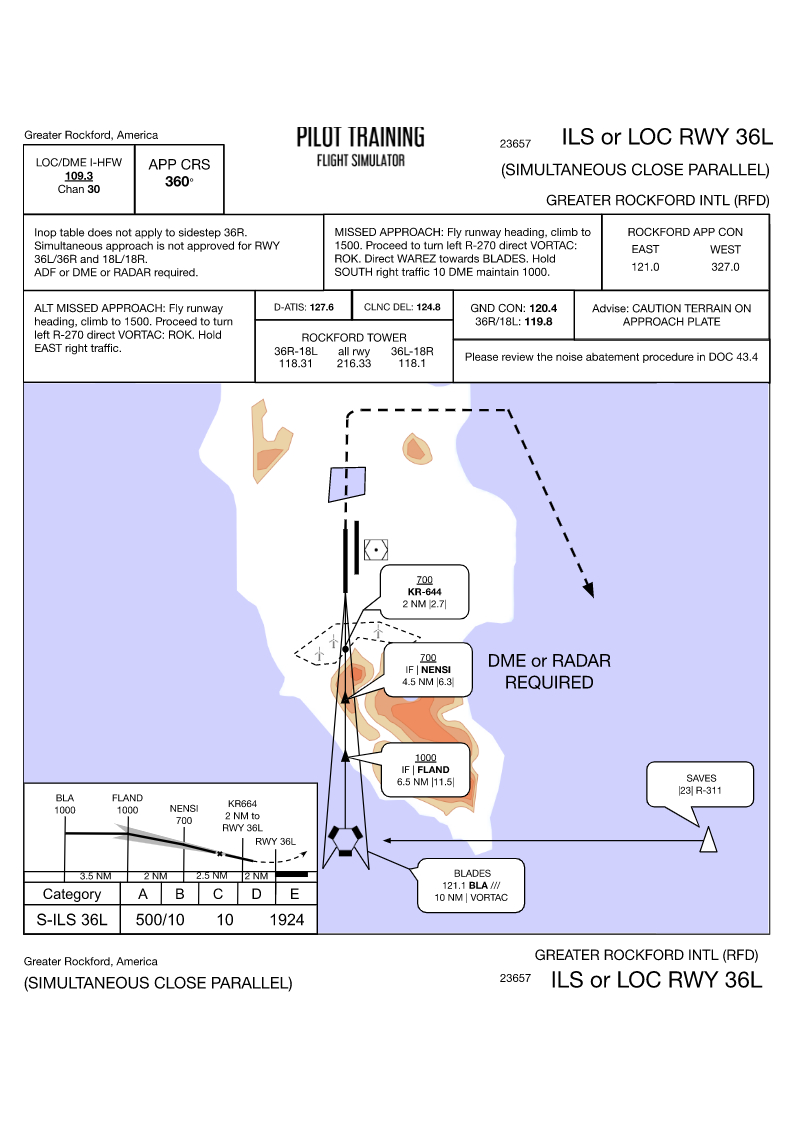 Greater Rockford, America
PILOT TRAINING
FLIGHT SIMULATOR
23657
ILS or LOC RWY 36L
(SIMULTANEOUS CLOSE PARALLEL)
GREATER ROCKFORD INTL (RFD)
LOC/DME I-HFW
109.3
Chan 30
APP CRS
360°
Inop table does not apply to sidestep 36R.
Simultaneous approach is not approved for RWY
36L/36R and 18L/18R.
ADF or DME or RADAR required.
MISSED APPROACH: Fly runway heading, climb to
1500. Proceed to turn left R-270 direct VORTAC:
ROK. Direct WAREZ towards BLADES. Hold
SOUTH right traffic 10 DME maintain 1000.
ROCKFORD APP CON
EAST WEST
121.0 327.0
ALT MISSED APPROACH: Fly runway
heading, climb to 1500. Proceed to turn
left R-270 direct VORTAC: ROK. Hold
EAST right traffic.
D-ATIS: 127.6
CLNC DEL: 124.8
ROCKFORD TOWER
36R-18L all rwy 36L-18R
118.31 216.33 118.1
GND CON: 120.4
36R/18L: 119.8
Advise: CAUTION TERRAIN ON
APPROACH PLATE
Please review the noise abatement procedure in DOC 43.4
700
KR-644
2 NM |2.7|
700
IF | NENSI
4.5 NM |6.3|
DME or RADAR
REQUIRED
1000
IF | FLAND
6.5 NM |11.5|
SAVES
|23| R-311
BLADES
121.1 BLA ///
10 NM | VORTAC
BLA
1000
FLAND
1000
NENSI
700
KR664
2 NM to
RWY 36L
RWY 36L
3.5 NM 2 NM 2.5 NM 2 NM
Category A B C D E
S-ILS 36L 500/10 10 1924
Greater Rockford, America
(SIMULTANEOUS CLOSE PARALLEL)
GREATER ROCKFORD INTL (RFD)
23657 ILS or LOC RWY 36L